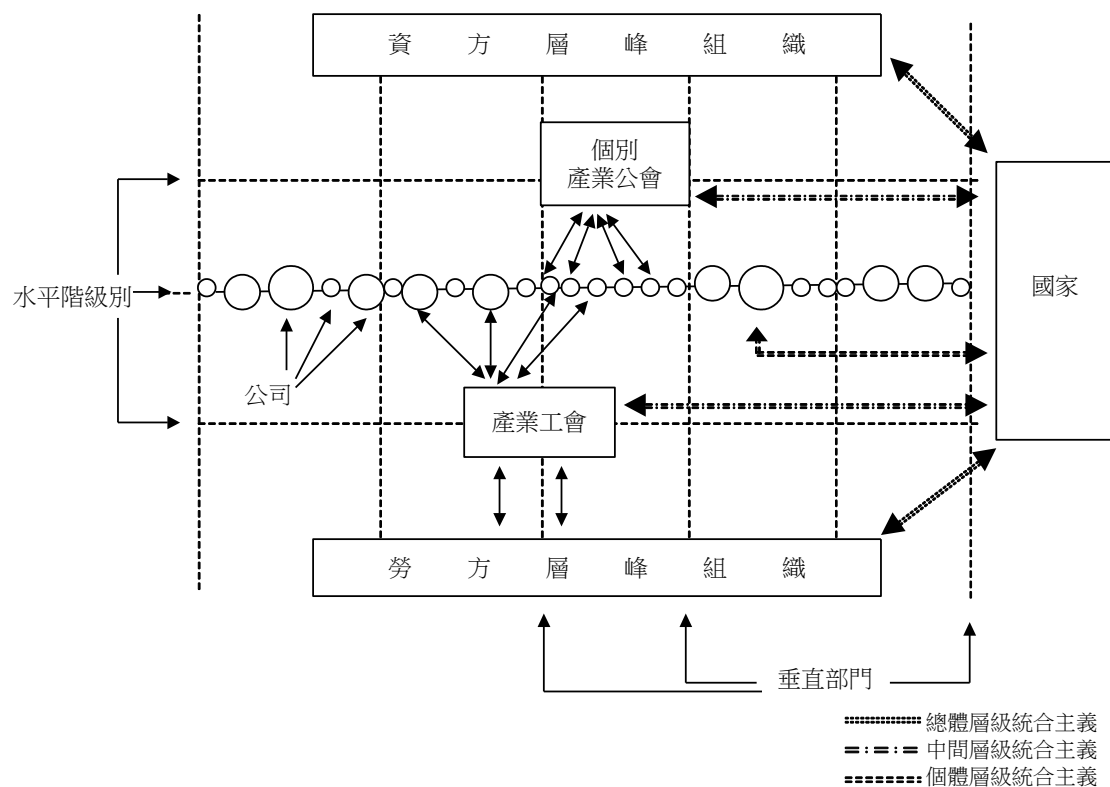 資方層峰組織
個別
產業公會
國家
水平階級別
公司
產業工會
勞方層峰組織
垂直部門
總體層級統合主義
中間層級統合主義
個體層級統合主義